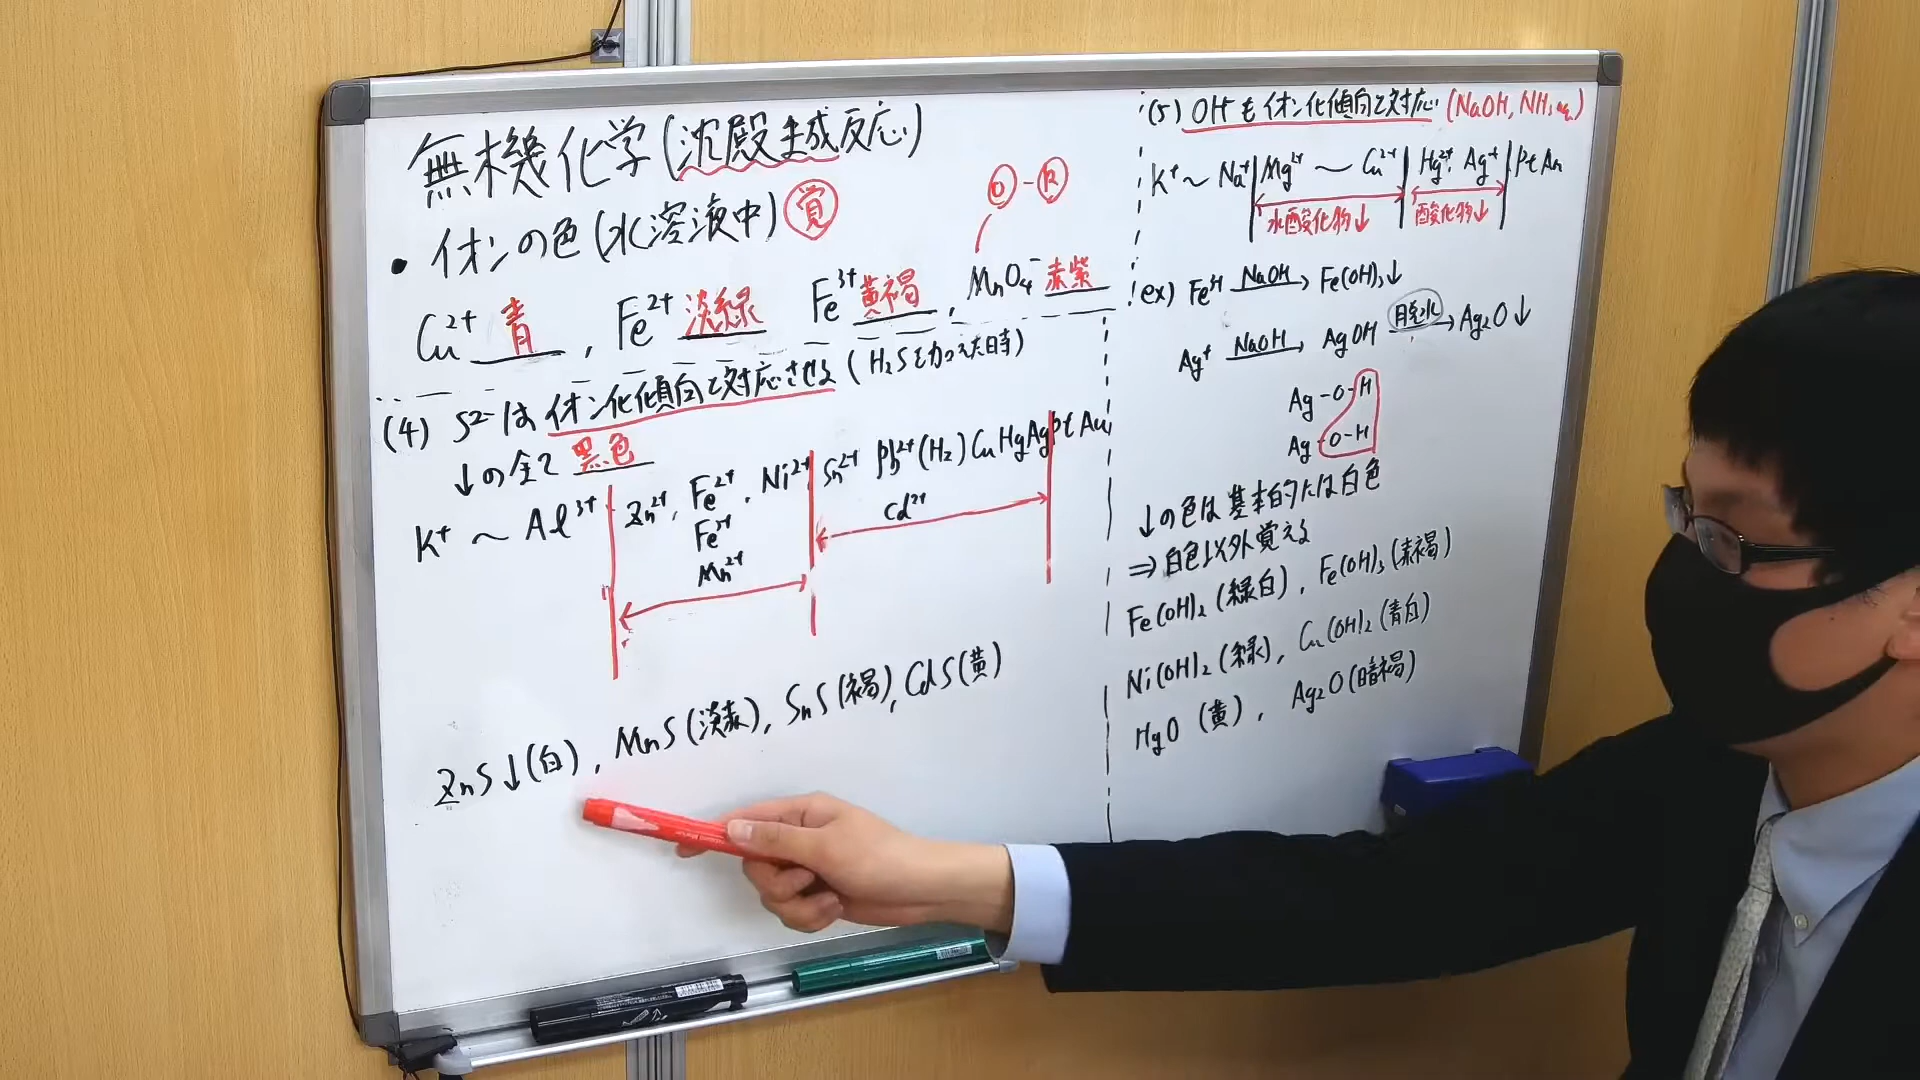 無機化学(沈殿生成反応)
・イオンの色(水溶液中) 覚
O-R
Cu²⁺ 青, Fe²⁺ 淡緑 Fe³⁺ 黄褐, MnO₄⁻ 赤紫
(4) S²⁻は イオン化傾向と対応させる (H₂Sを加えた時)
↓の全て 黒色
K⁺ ~ Al³⁺ Zn²⁺, Fe²⁺, Ni²⁺ Sn²⁺ Pb²⁺ (H₂) Cu Hg Ag Pt Au
Fe³⁺
Mn²⁺
Cd²⁺
ZnS↓(白), MnS(淡赤), SnS(褐), CdS(黄)
(5) OH⁻も イオン化傾向と対応 (NaOH, NH₃aq)
K⁺ ~ Na⁺ Mg²⁺ ~ Cu²⁺ Hg²⁺ Ag⁺ Pt Au
水酸化物↓ 酸化物↓
ex) Fe³⁺ NaOH→ Fe(OH)₃↓
Ag⁺ NaOH→ AgOH 脱水→ Ag₂O↓
Ag-O-H
Ag-O-H
↓の色は基本的には白色
⇒白色以外覚える
Fe(OH)₂(緑白), Fe(OH)₃(赤褐)
Ni(OH)₂(緑), Cu(OH)₂(青白)
HgO (黄), Ag₂O(暗褐)